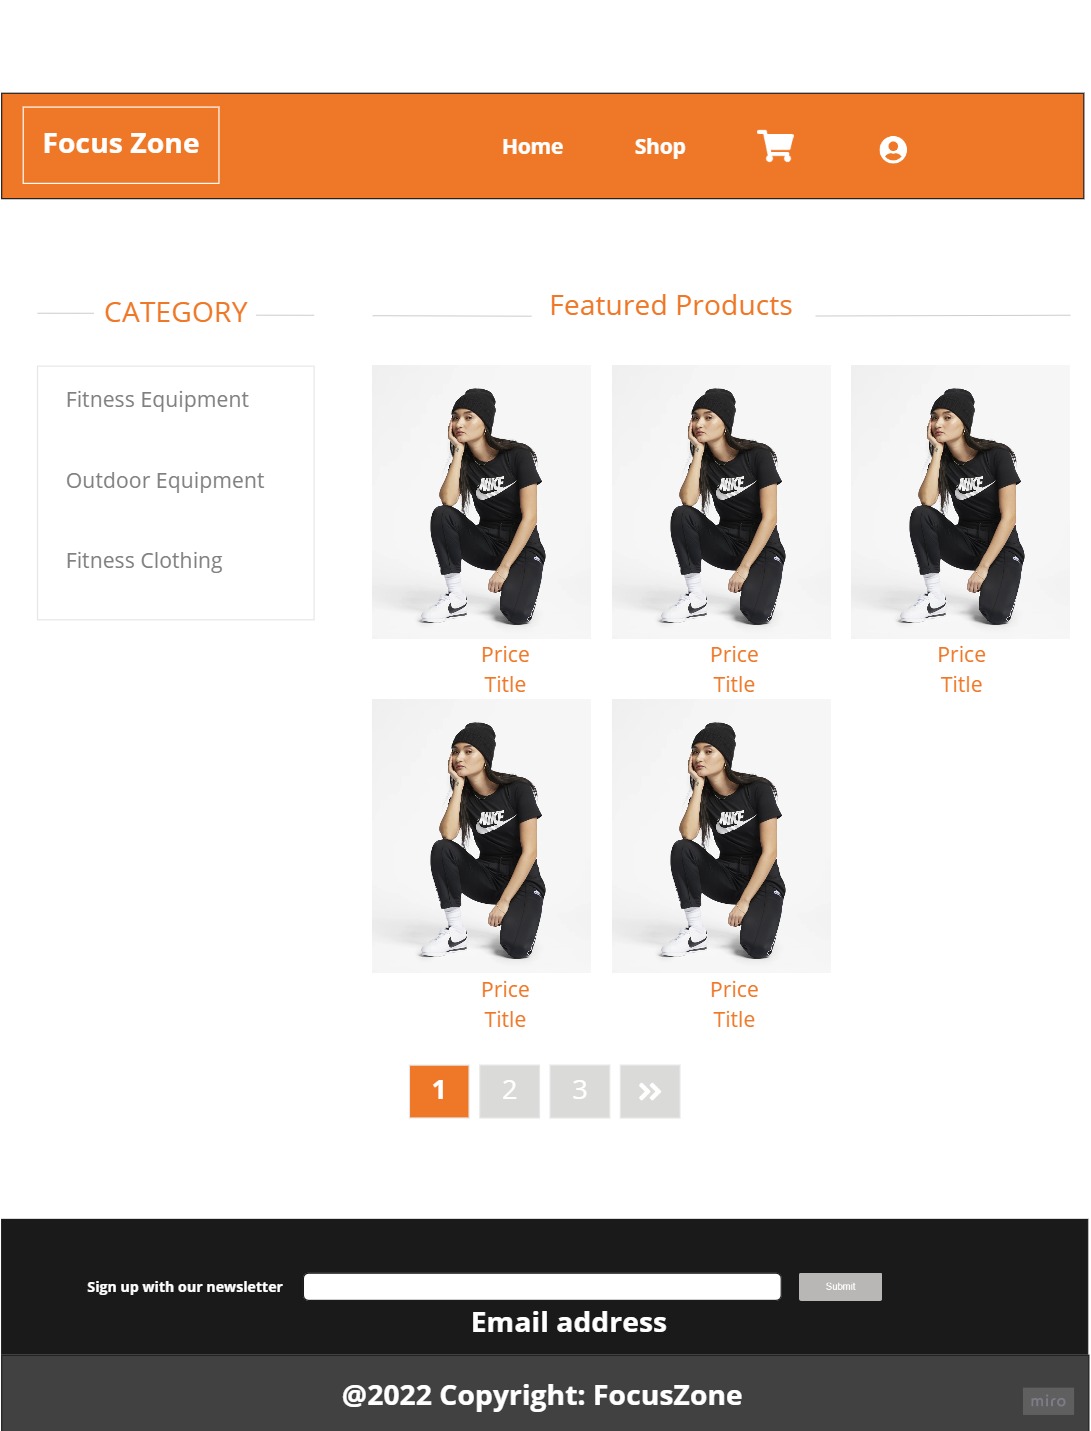 Focus Zone
Home Shop
CATEGORY
Featured Products
Fitness Equipment
Outdoor Equipment
Fitness Clothing
NIKE NIKE NIKE
Price Price Price
Title Title Title
NIKE NIKE
Price Price
Title Title
1 2 3 »
Sign up with our newsletter Submit
Email address
@2022 Copyright: FocusZone
miro